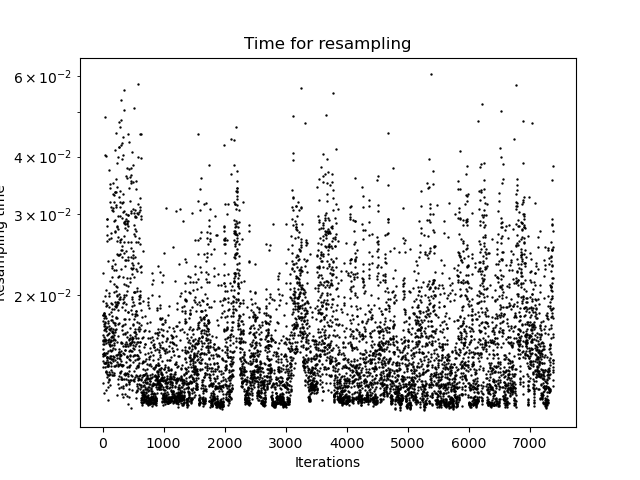 Time for resampling
6 × 10⁻²
4 × 10⁻²
3 × 10⁻²
2 × 10⁻²
Resampling time
0 1000 2000 3000 4000 5000 6000 7000
Iterations